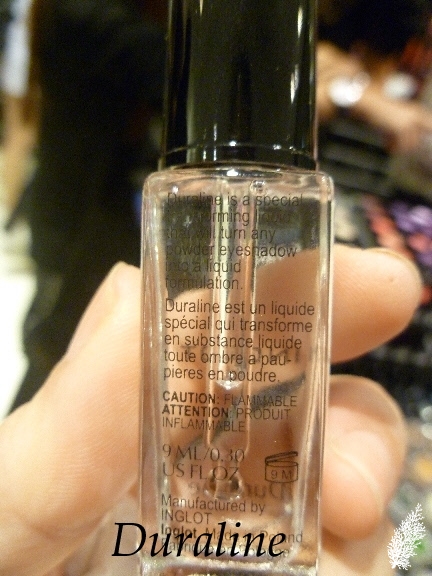 Duraline is a special
liquid
that will turn any
powder eyeshadow
into a liquid
formulation.
Duraline est un liquide
spécial qui transforme
en substance liquide
toute ombre à pau-
pieres en poudre.
CAUTION: FLAMMABLE
ATTENTION: PRODUIT
INFLAMMABLE
9 ML/0.30
US FL.OZ
9 M
Manufactured by
INGLOT
Duraline